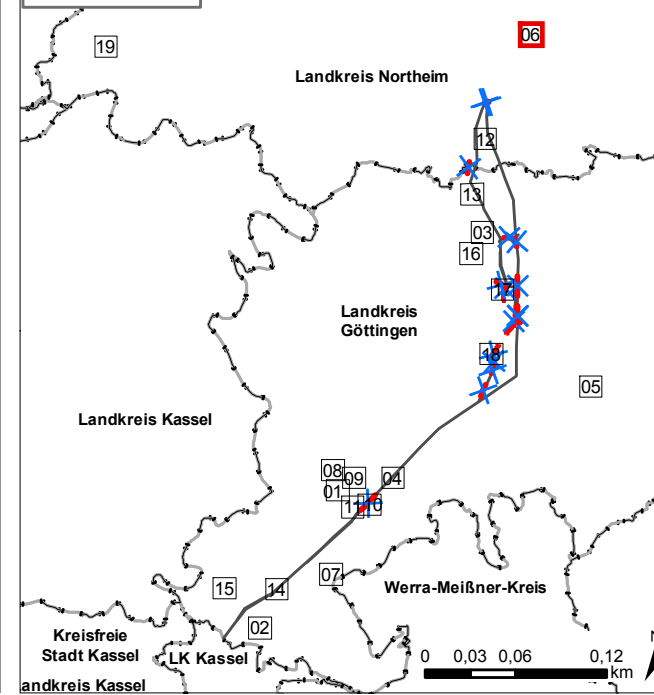 19
06
Landkreis Northeim
12
13
03
16
17
Landkreis
Göttingen
18
05
Landkreis Kassel
08
09
04
01
11
10
07
15
14
Werra-Meißner-Kreis
02
Kreisfreie
Stadt Kassel
LK Kassel
andkreis Kassel
0 0,03 0,06 0,12
km
N